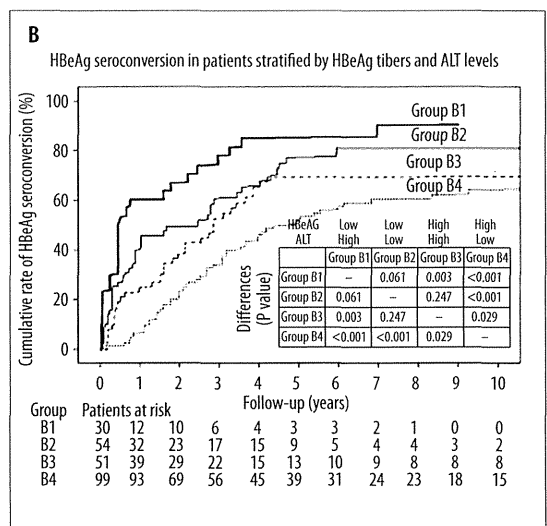 B
HBeAg seroconversion in patients stratified by HBeAg tibers and ALT levels
Cumulative rate of HBeAg seroconversion (%)
100
80
60
40
20
0
Group B1
Group B2
Group B3
Group B4
HBeAG Low Low High High
ALT High Low High Low
Differences
(P value)
Group B1 Group B2 Group B3 Group B4
Group B1 – 0.061 0.003 <0.001
Group B2 0.061 – 0.247 <0.001
Group B3 0.003 0.247 – 0.029
Group B4 <0.001 <0.001 0.029 –
0 1 2 3 4 5 6 7 8 9 10
Follow-up (years)
Group Patients at risk
B1 30 12 10 6 4 3 3 2 1 0 0
B2 54 32 23 17 15 9 5 4 4 3 2
B3 51 39 29 22 15 13 10 9 8 8 8
B4 99 93 69 56 45 39 31 24 23 18 15